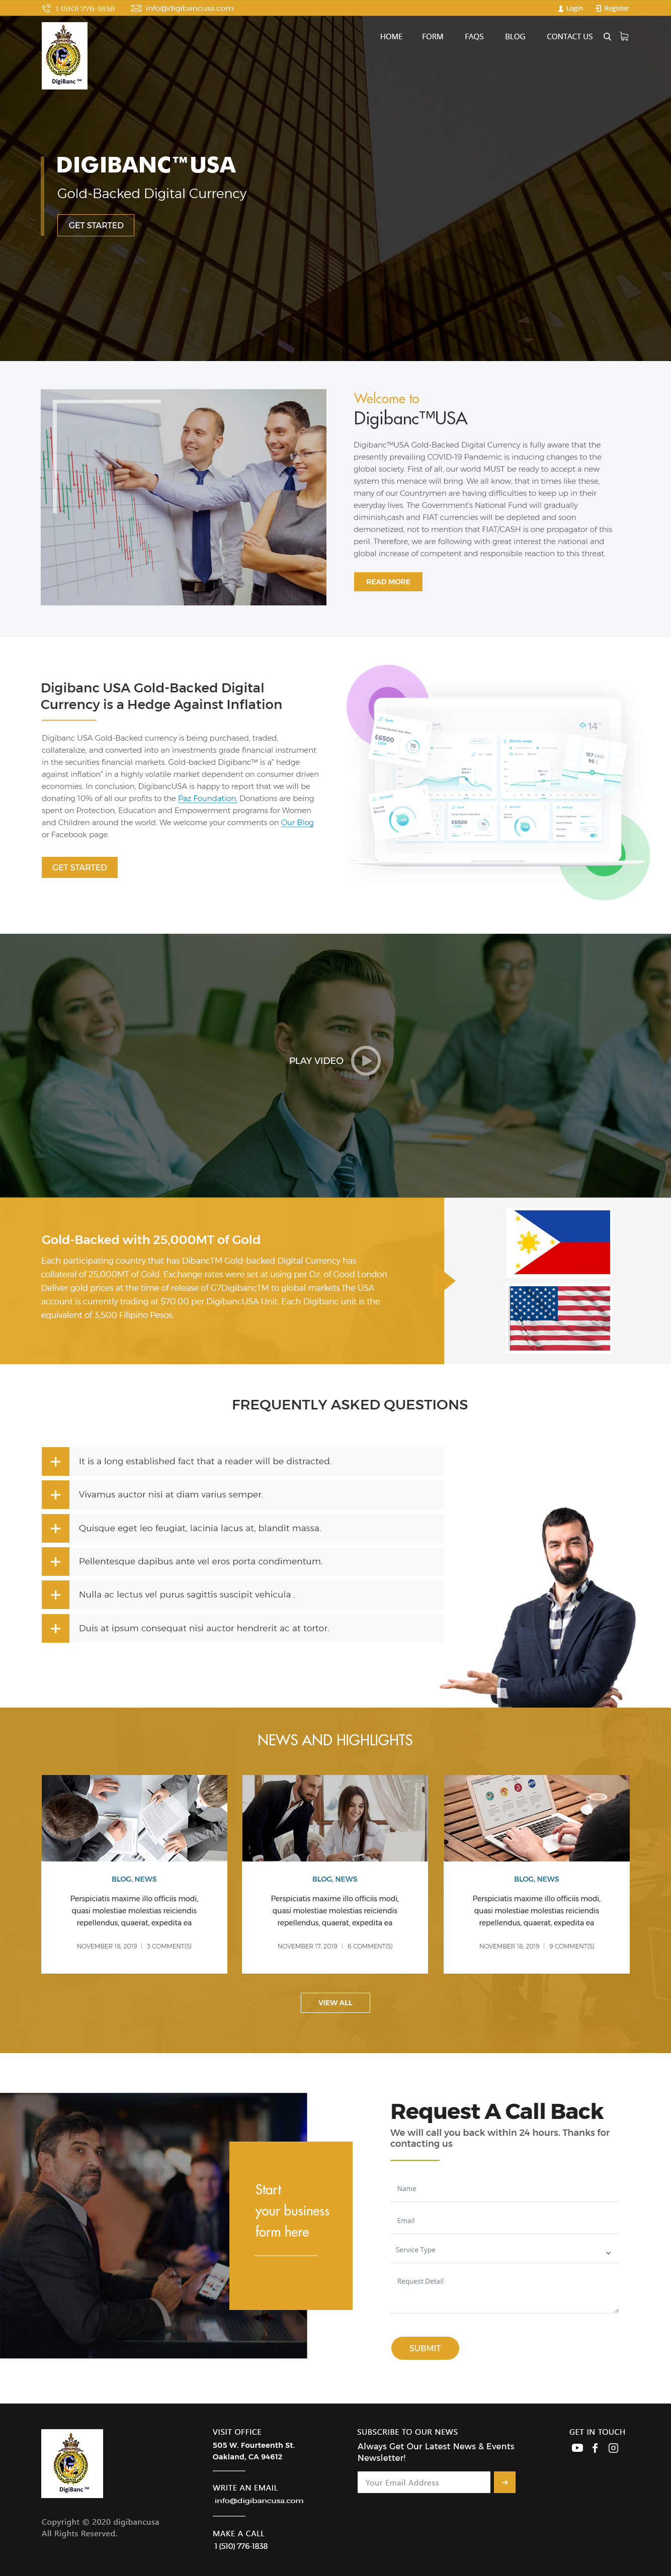 1 (510) 776-1838
info@digibancusa.com
Login
Register
DigiBanc ™
HOME
FORM
FAQS
BLOG
CONTACT US
DIGIBANC™USA
Gold-Backed Digital Currency
GET STARTED
Welcome to
Digibanc™USA
Digibanc™USA Gold-Backed Digital Currency is fully aware that the
presently prevailing COVID-19 Pandemic is inducing changes to the
global society. First of all, our world MUST be ready to accept a new
system this menace will bring. We all know, that in times like these,
many of our Countrymen are having difficulties to keep up in their
everyday lives. The Government's National Fund will gradually
diminish,cash and FIAT currencies will be depleted and soon
demonetized, not to mention that FIAT/CASH is one propagator of this
peril. Therefore, we are following with great interest the national and
global increase of competent and responsible reaction to this threat.
READ MORE
Digibanc USA Gold-Backed Digital
Currency is a Hedge Against Inflation
Digibanc USA Gold-Backed currency is being purchased, traded,
collateralize, and converted into an investments grade financial instrument
in the securities financial markets. Gold-backed Digibanc™ is a" hedge
against inflation" in a highly volatile market dependent on consumer driven
economies. In conclusion, DigibancUSA is happy to report that we will be
donating 10% of all our profits to the Paz Foundation. Donations are being
spent on Protection, Education and Empowerment programs for Women
and Children around the world. We welcome your comments on Our Blog
or Facebook page.
GET STARTED
PLAY VIDEO
Gold-Backed with 25,000MT of Gold
Each participating country that has DibancTM Gold-backed Digital Currency has
collateral of 25,000MT of Gold. Exchange rates were set at using per Oz. of Good London
Deliver gold prices at the time of release of G7DigibancTM to global markets.The USA
account is currently trading at $70.00 per DigibancUSA Unit. Each Digibanc unit is the
equivalent of 3,500 Filipino Pesos.
FREQUENTLY ASKED QUESTIONS
It is a long established fact that a reader will be distracted.
Vivamus auctor nisi at diam varius semper.
Quisque eget leo feugiat, lacinia lacus at, blandit massa.
Pellentesque dapibus ante vel eros porta condimentum.
Nulla ac lectus vel purus sagittis suscipit vehicula .
Duis at ipsum consequat nisi auctor hendrerit ac at tortor.
NEWS AND HIGHLIGHTS
BLOG, NEWS
Perspiciatis maxime illo officiis modi,
quasi molestiae molestias reiciendis
repellendus, quaerat, expedita ea
NOVEMBER 18, 2019 | 3 COMMENT(S)
BLOG, NEWS
Perspiciatis maxime illo officiis modi,
quasi molestiae molestias reiciendis
repellendus, quaerat, expedita ea
NOVEMBER 17, 2019 | 6 COMMENT(S)
BLOG, NEWS
Perspiciatis maxime illo officiis modi,
quasi molestiae molestias reiciendis
repellendus, quaerat, expedita ea
NOVEMBER 18, 2019 | 9 COMMENT(S)
VIEW ALL
Start
your business
form here
Request A Call Back
We will call you back within 24 hours. Thanks for
contacting us
Name
Email
Service Type
Request Detail
SUBMIT
DigiBanc ™
Copyright © 2020 digibancusa
All Rights Reserved.
VISIT OFFICE
505 W. Fourteenth St.
Oakland, CA 94612
WRITE AN EMAIL
info@digibancusa.com
MAKE A CALL
1 (510) 776-1838
SUBSCRIBE TO OUR NEWS
Always Get Our Latest News & Events
Newsletter!
Your Email Address
GET IN TOUCH